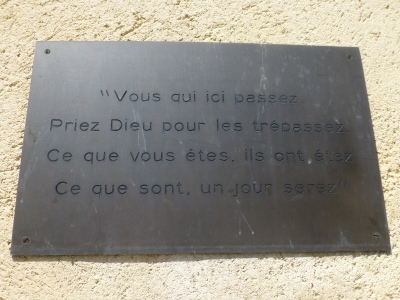 "Vous qui ici passez
Priez Dieu pour les trépassez.
Ce que vous êtes, ils ont étez
Ce que sont, un jour serez"